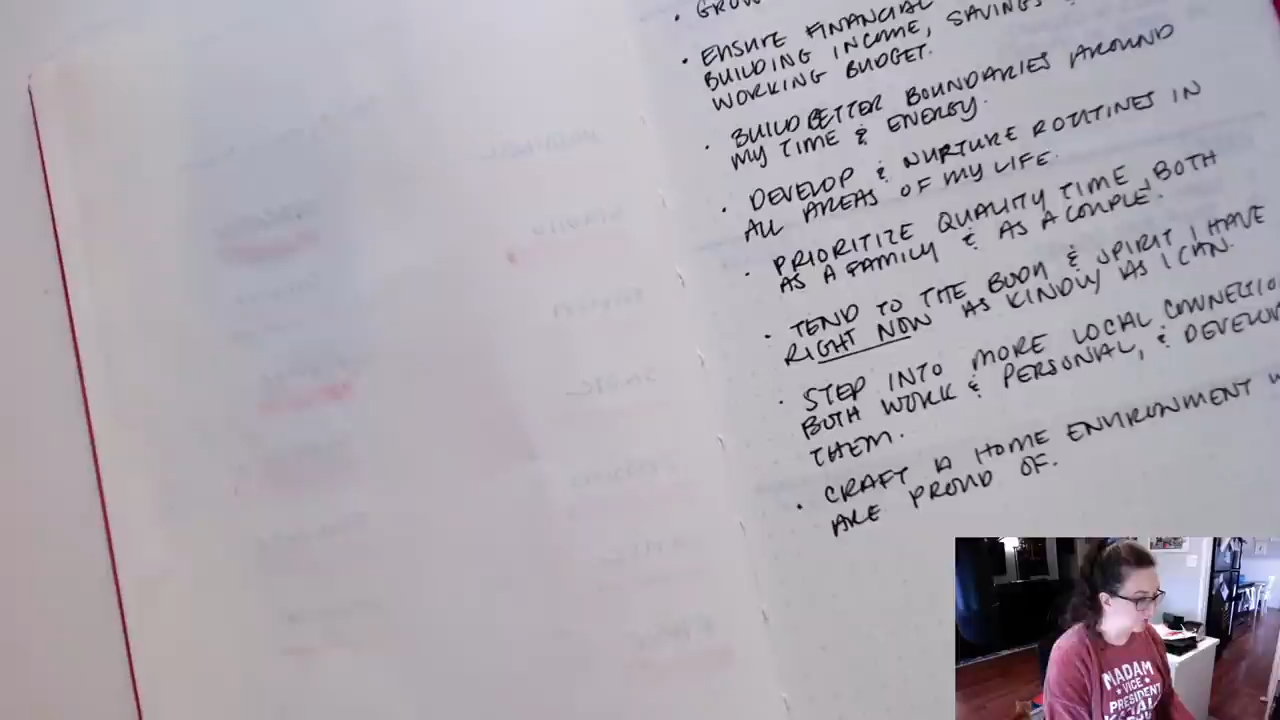 • GROW
• ENSURE FINANCIAL
BUILDING INCOME, SAVINGS
WORKING BUDGET.
• BUILD BETTER BOUNDARIES AROUND
MY TIME & ENERGY.
• DEVELOP & NURTURE ROUTINES IN
ALL AREAS OF MY LIFE.
• PRIORITIZE QUALITY TIME, BOTH
AS A FAMILY & AS A COUPLE.
• TEND TO THE BODY & SPIRIT I HAVE
RIGHT NOW AS KINDLY AS I CAN.
• STEP INTO MORE LOCAL CONNECTIO
BOTH WORK & PERSONAL, & DEVELO
THEM.
• CRAFT A HOME ENVIRONMENT W
ARE PROUD OF.
MADAM
VICE
PRESIDENT